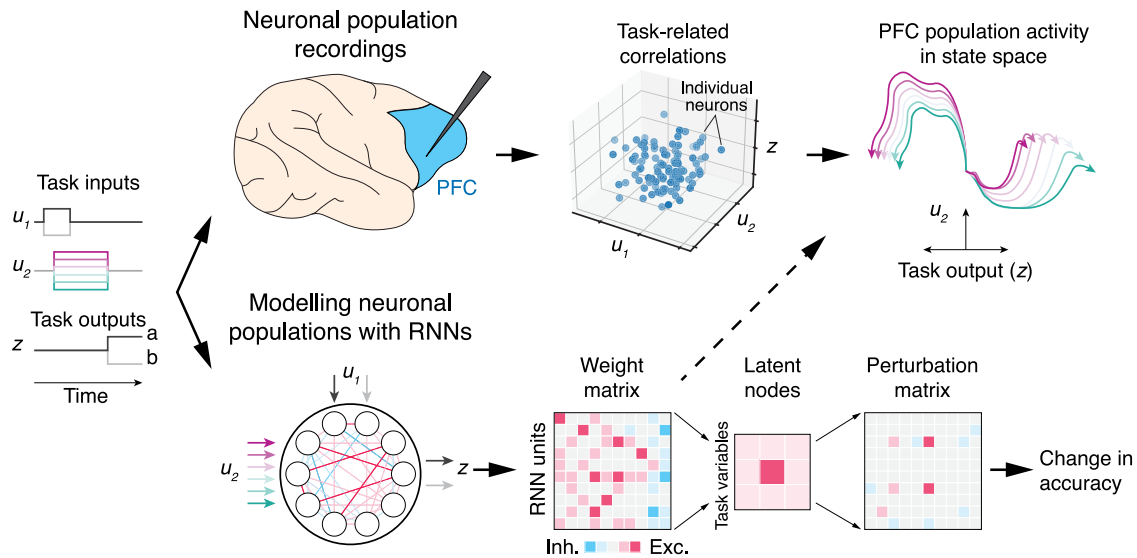 Neuronal population
recordings
PFC
Task-related
correlations
Individual
neurons
z
u2
u1
PFC population activity
in state space
u2
Task output (z)
Task inputs
u1
u2
Task outputs
z
a
b
Time
Modelling neuronal
populations with RNNs
u1
u2
z
Weight
matrix
RNN units
Inh.
Exc.
Latent
nodes
Task variables
Perturbation
matrix
Change in
accuracy